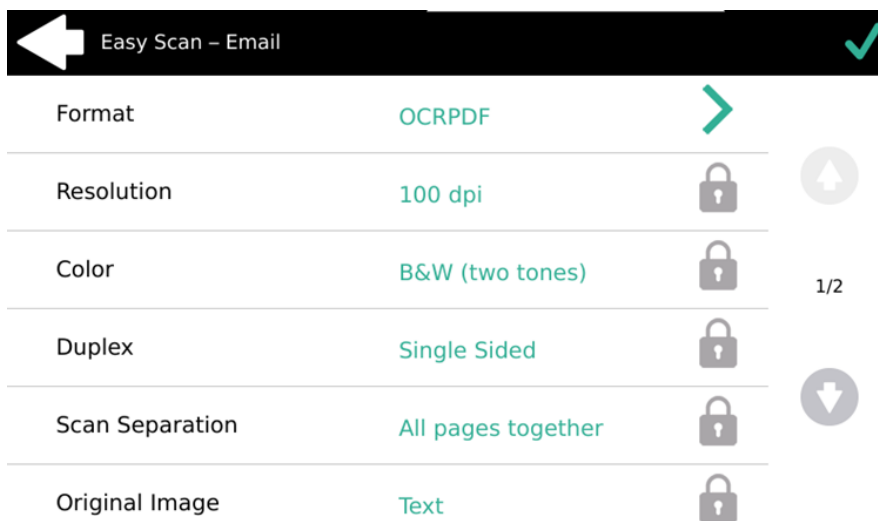 Easy Scan – Email
Format OCRPDF
Resolution 100 dpi
Color B&W (two tones)
1/2
Duplex Single Sided
Scan Separation All pages together
Original Image Text